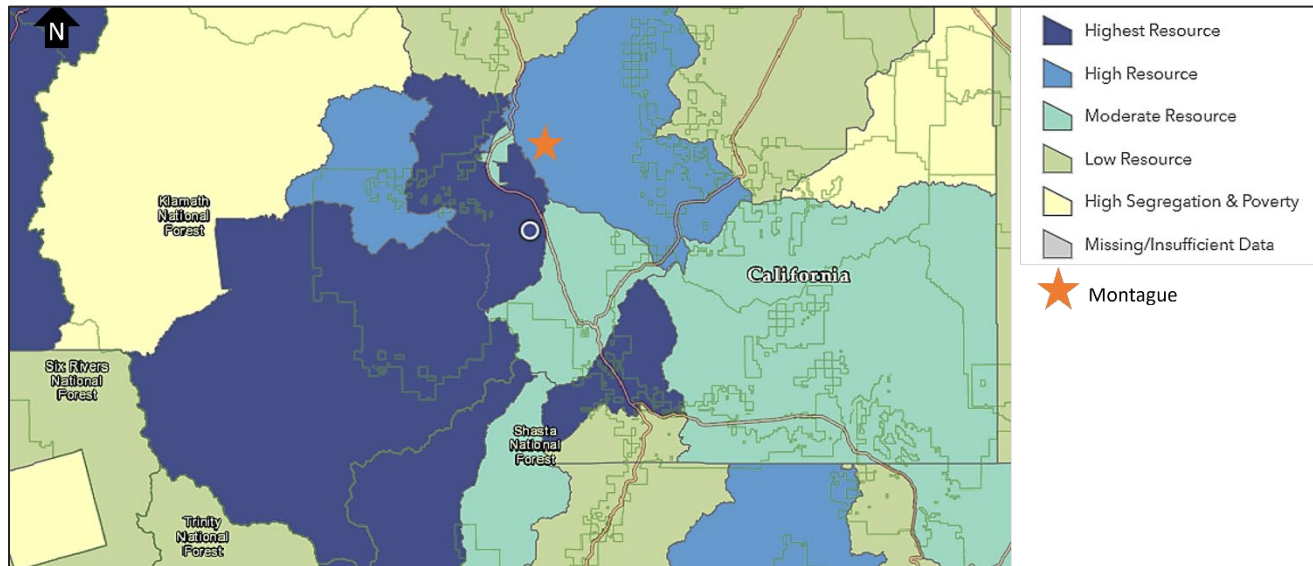 N
Klamath
National
Forest
California
Six Rivers
National
Forest
Shasta
National
Forest
Trinity
National
Forest
Highest Resource
High Resource
Moderate Resource
Low Resource
High Segregation & Poverty
Missing/Insufficient Data
Montague